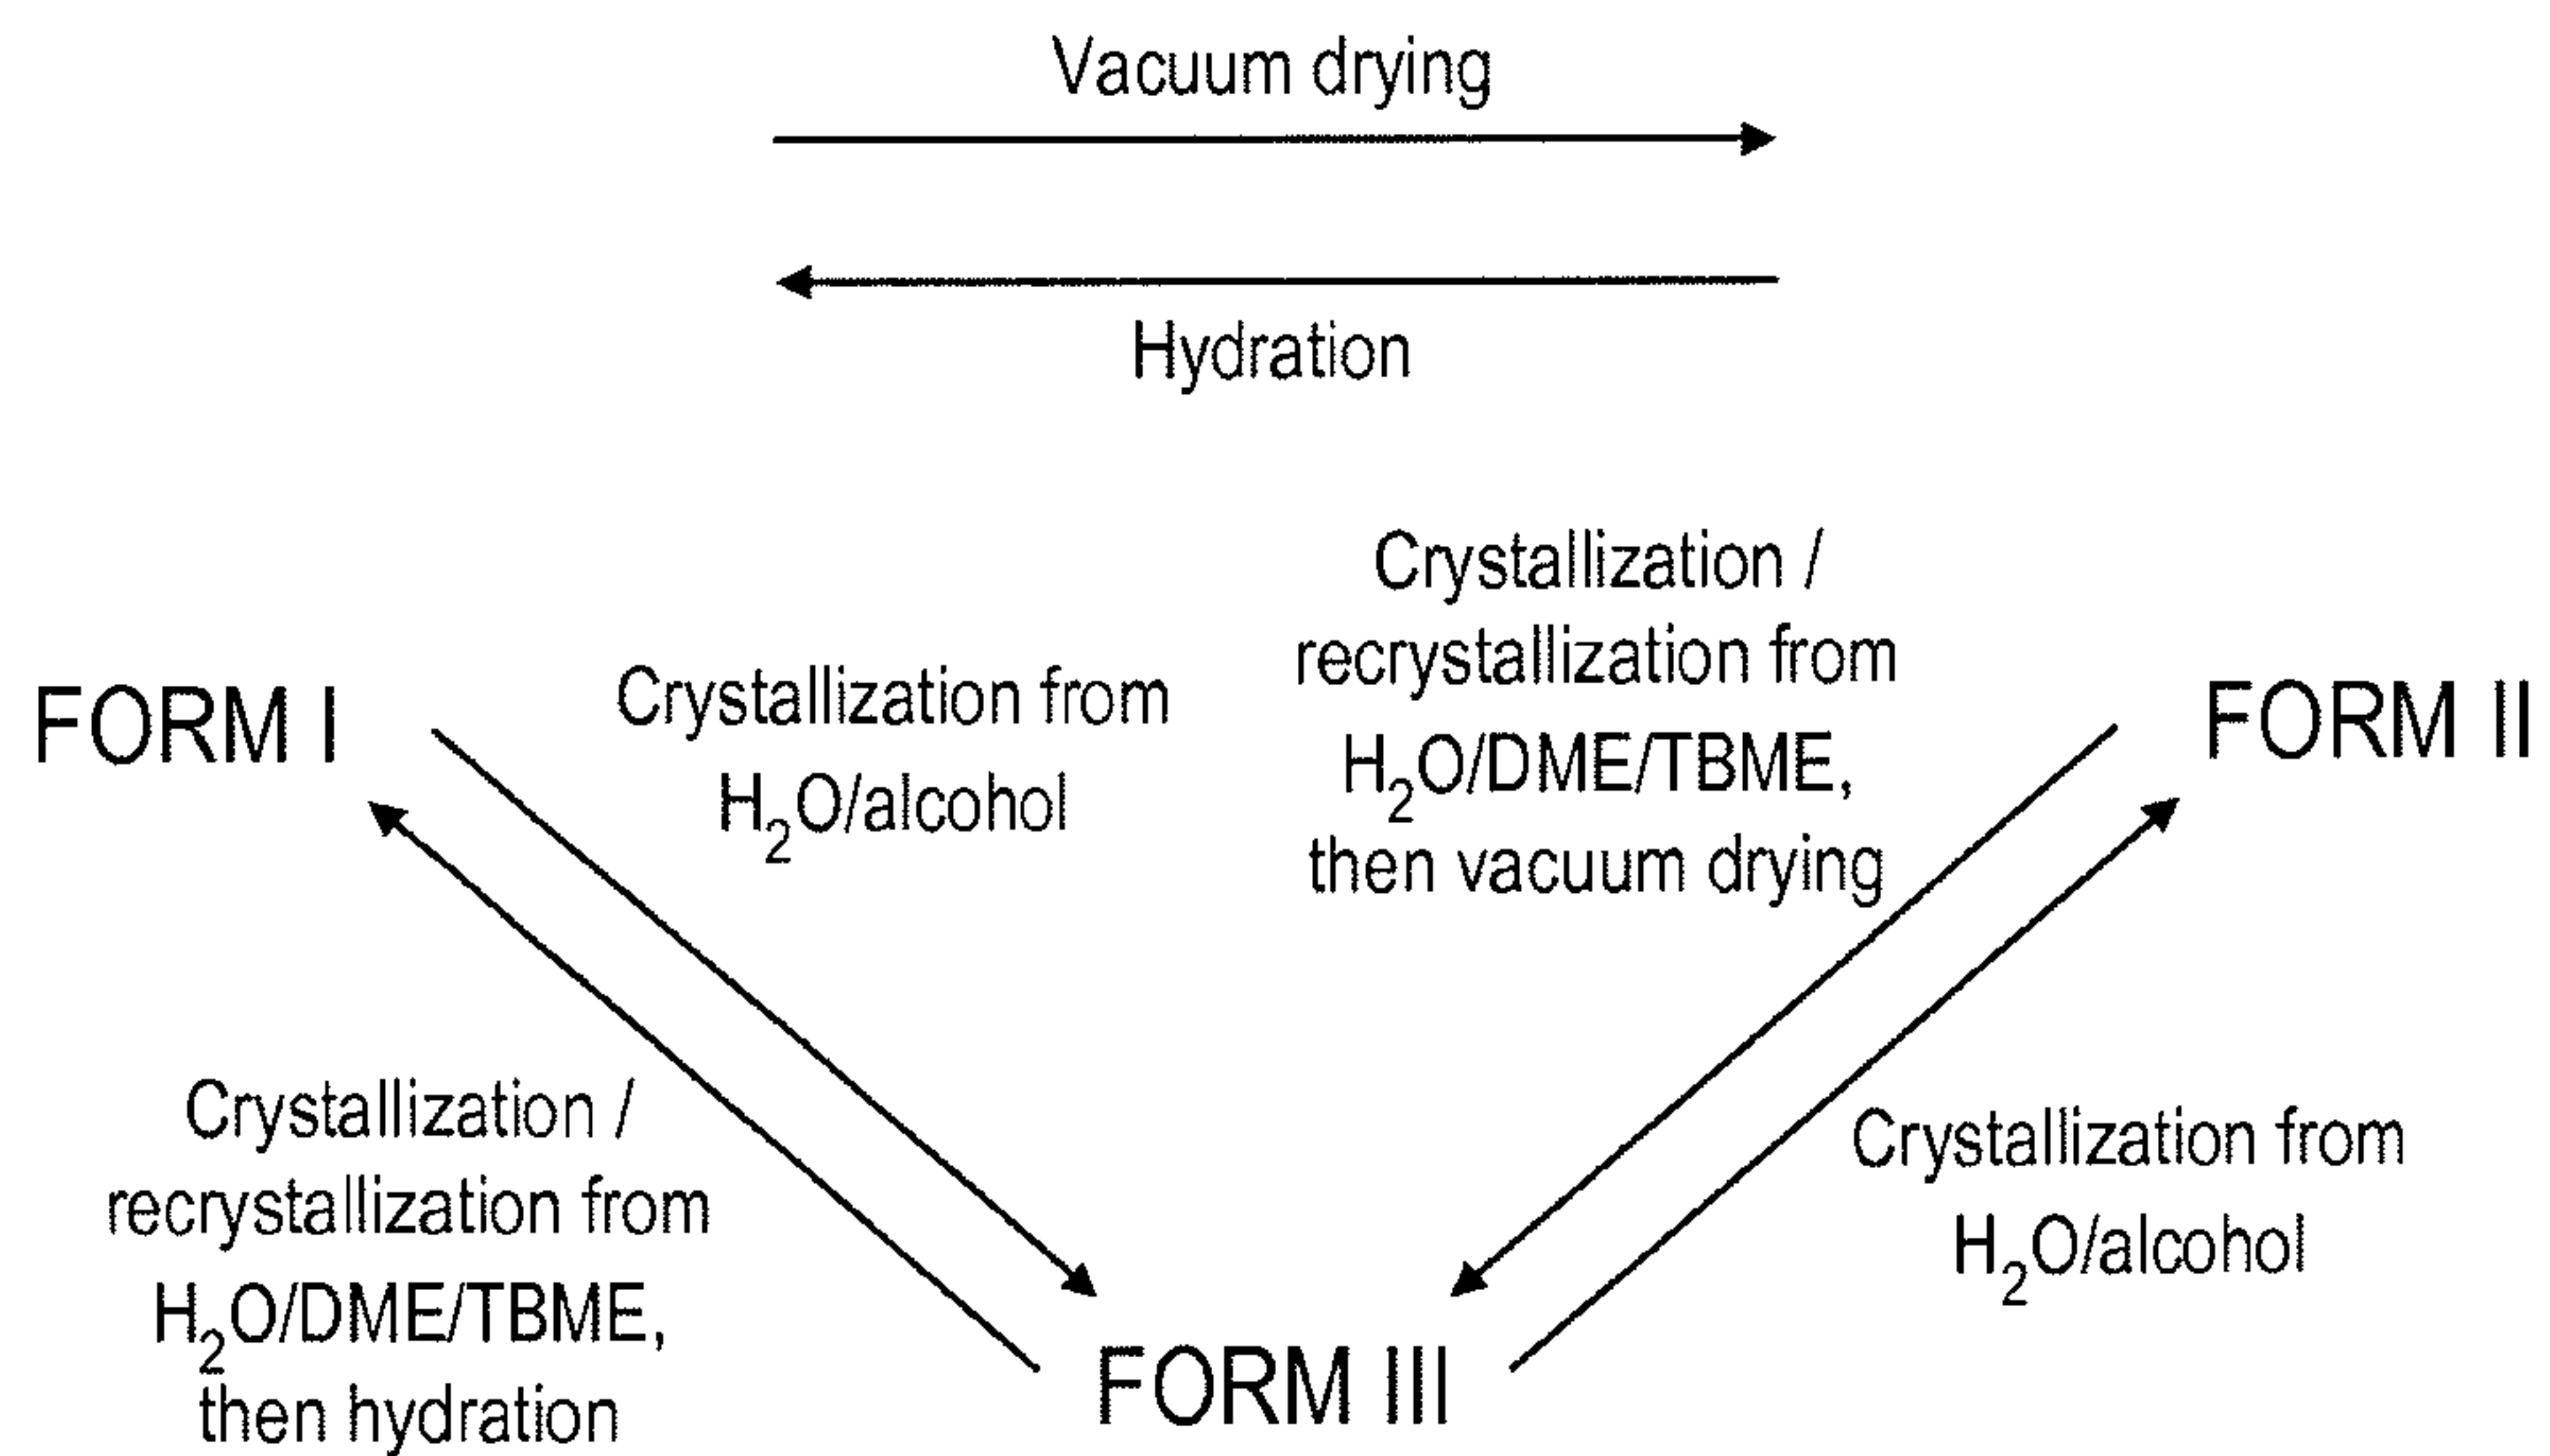 Vacuum drying
Hydration
Crystallization /
recrystallization from
H₂O/DME/TBME,
then vacuum drying
FORM I
Crystallization from
H₂O/alcohol
FORM II
Crystallization /
recrystallization from
H₂O/DME/TBME,
then hydration
Crystallization from
H₂O/alcohol
FORM III